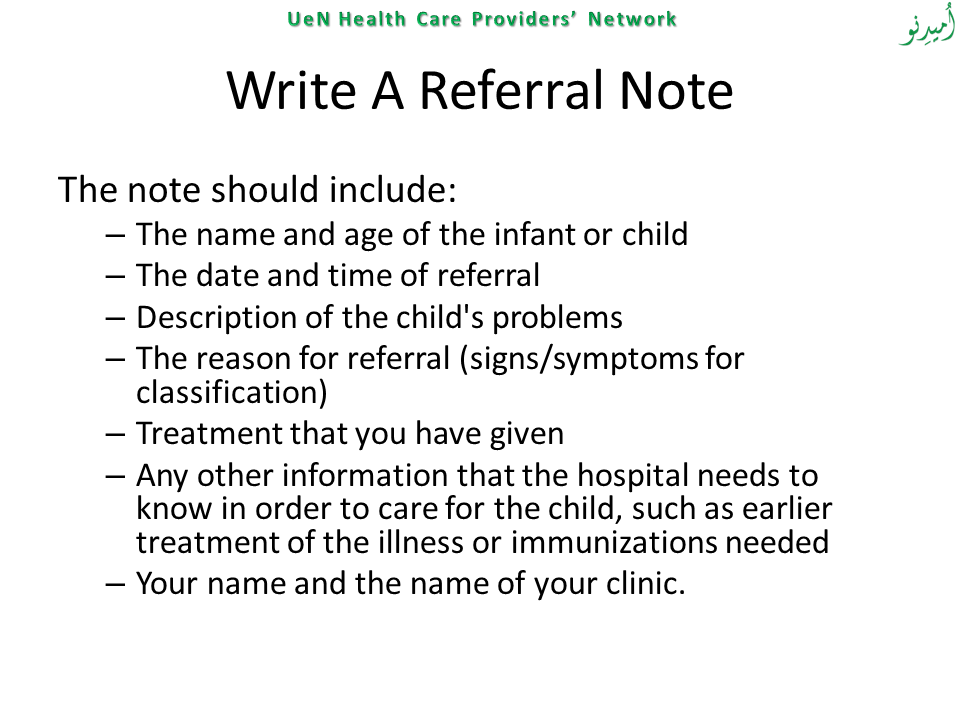 UeN Health Care Providers’ Network
اُمیدِنو
Write A Referral Note
The note should include:
– The name and age of the infant or child
– The date and time of referral
– Description of the child's problems
– The reason for referral (signs/symptoms for
classification)
– Treatment that you have given
– Any other information that the hospital needs to
know in order to care for the child, such as earlier
treatment of the illness or immunizations needed
– Your name and the name of your clinic.